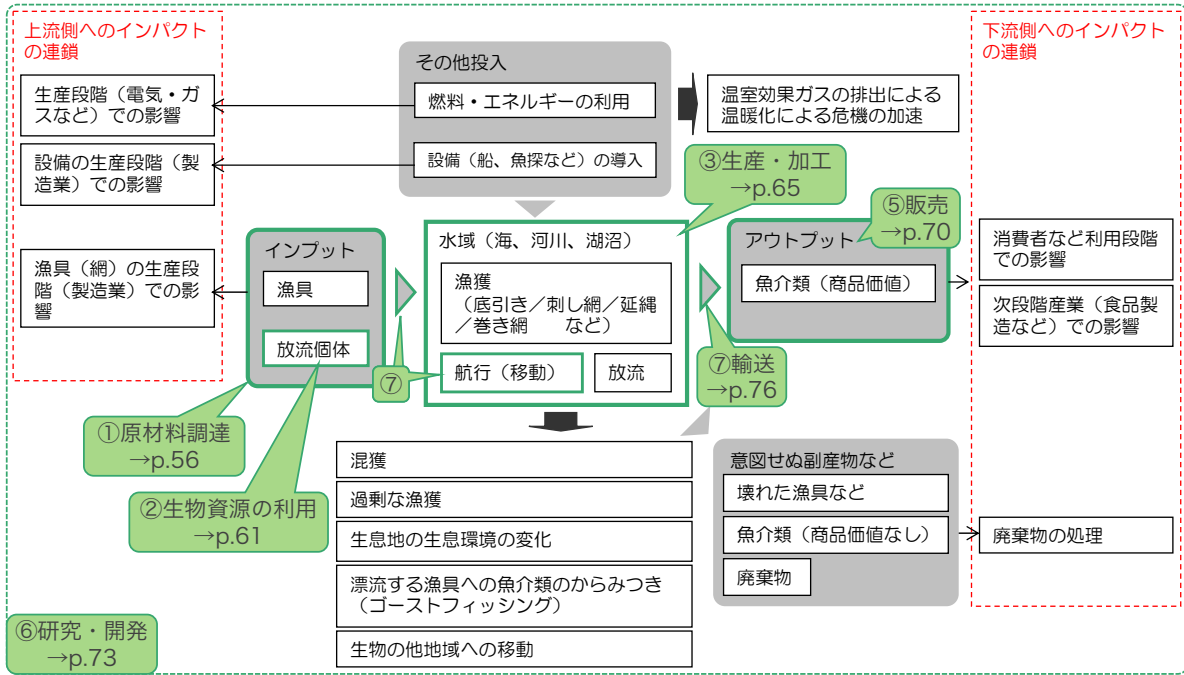 上流側へのインパクト
の連鎖
生産段階（電気・ガ
スなど）での影響
設備の生産段階（製
造業）での影響
漁具（網）の生産段
階（製造業）での影
響
その他投入
燃料・エネルギーの利用
設備（船、魚探など）の導入
温室効果ガスの排出による
温暖化による危機の加速
下流側へのインパクト
の連鎖
③生産・加工
→p.65
⑤販売
→p.70
インプット
漁具
放流個体
水域（海、河川、湖沼）
漁獲
（底引き／刺し網／延縄
／巻き網　　など）
航行（移動）
放流
アウトプット
魚介類（商品価値）
消費者など利用段階
での影響
次段階産業（食品製
造など）での影響
⑦
⑦輸送
→p.76
①原材料調達
→p.56
②生物資源の利用
→p.61
混獲
過剰な漁獲
生息地の生息環境の変化
漂流する漁具への魚介類のからみつき
（ゴーストフィッシング）
生物の他地域への移動
意図せぬ副産物など
壊れた漁具など
魚介類（商品価値なし）
廃棄物
廃棄物の処理
⑥研究・開発
→p.73